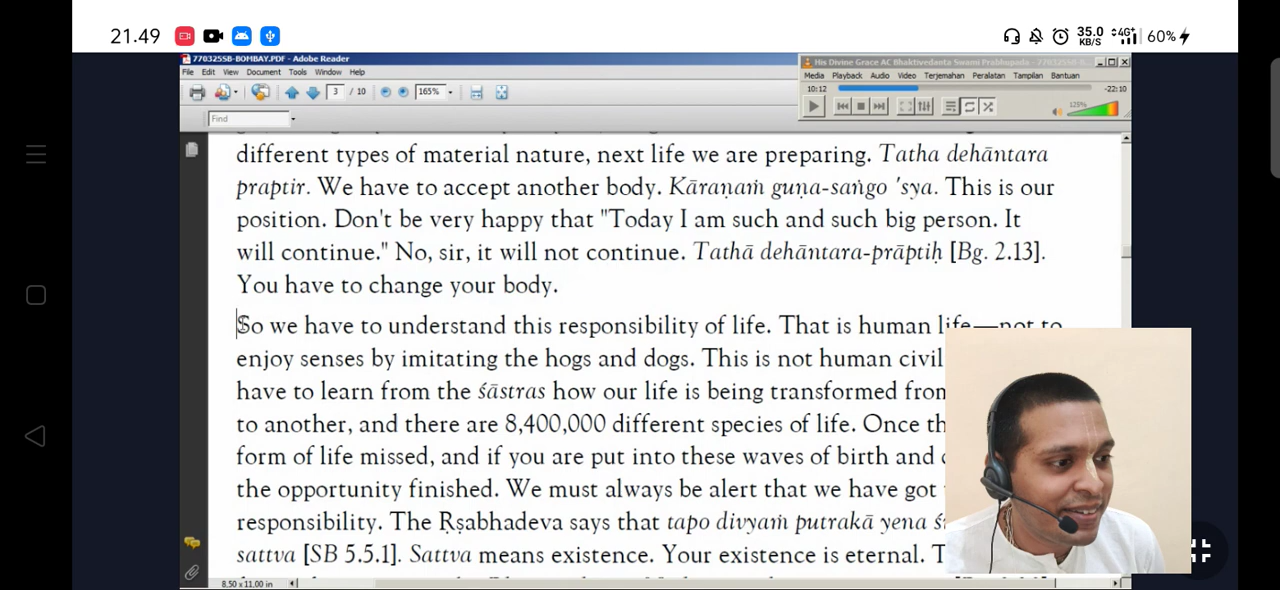 21.49
35.0
KB/S
4G+
60%
770325SB-BOMBAY.PDF - Adobe Reader
File Edit View Document Tools Window Help
3 / 10
165%
Find
His Divine Grace AC Bhaktivedanta Swami Prabhupada - 770325SB-B...
Media Playback Audio Video Terjemahan Peralatan Tampilan Bantuan
10:12
-22:10
125%
different types of material nature, next life we are preparing. Tatha dehāntara
praptir. We have to accept another body. Kāraṇaṁ guṇa-saṅgo 'sya. This is our
position. Don't be very happy that "Today I am such and such big person. It
will continue." No, sir, it will not continue. Tathā dehāntara-prāptiḥ [Bg. 2.13].
You have to change your body.
So we have to understand this responsibility of life. That is human life—not to
enjoy senses by imitating the hogs and dogs. This is not human civil
have to learn from the śāstras how our life is being transformed from
to another, and there are 8,400,000 different species of life. Once th
form of life missed, and if you are put into these waves of birth and
the opportunity finished. We must always be alert that we have got
responsibility. The Ṛṣabhadeva says that tapo divyaṁ putrakā yena
sattva [SB 5.5.1]. Sattva means existence. Your existence is eternal. T
8,50 x 11,00 in